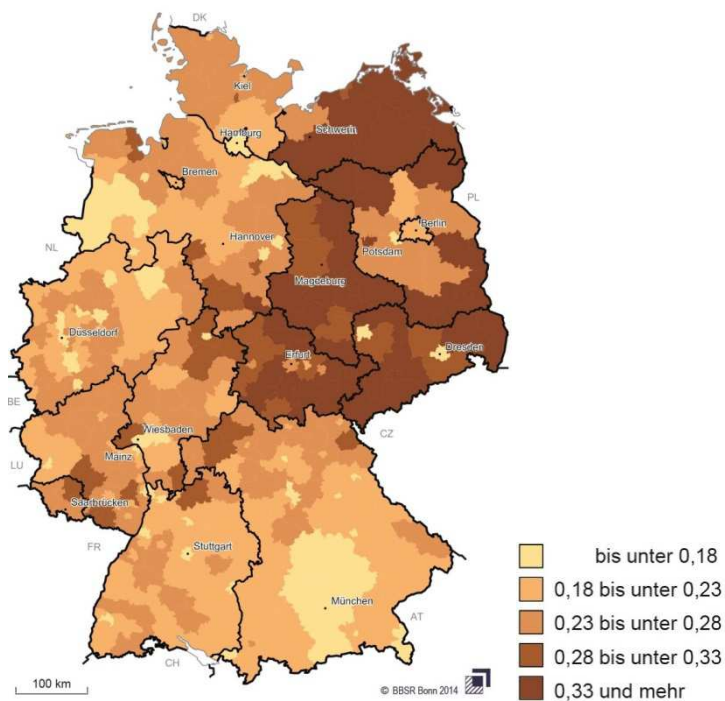 DK
Kiel
Hamburg
Schwerin
Bremen
PL
Berlin
NL
Hannover
Potsdam
Magdeburg
Düsseldorf
Erfurt
Dresden
BE
Wiesbaden
CZ
LU
Mainz
Saarbrücken
FR
Stuttgart
bis unter 0,18
0,18 bis unter 0,23
München
AT
0,23 bis unter 0,28
CH
0,28 bis unter 0,33
100 km
© BBSR Bonn 2014
0,33 und mehr